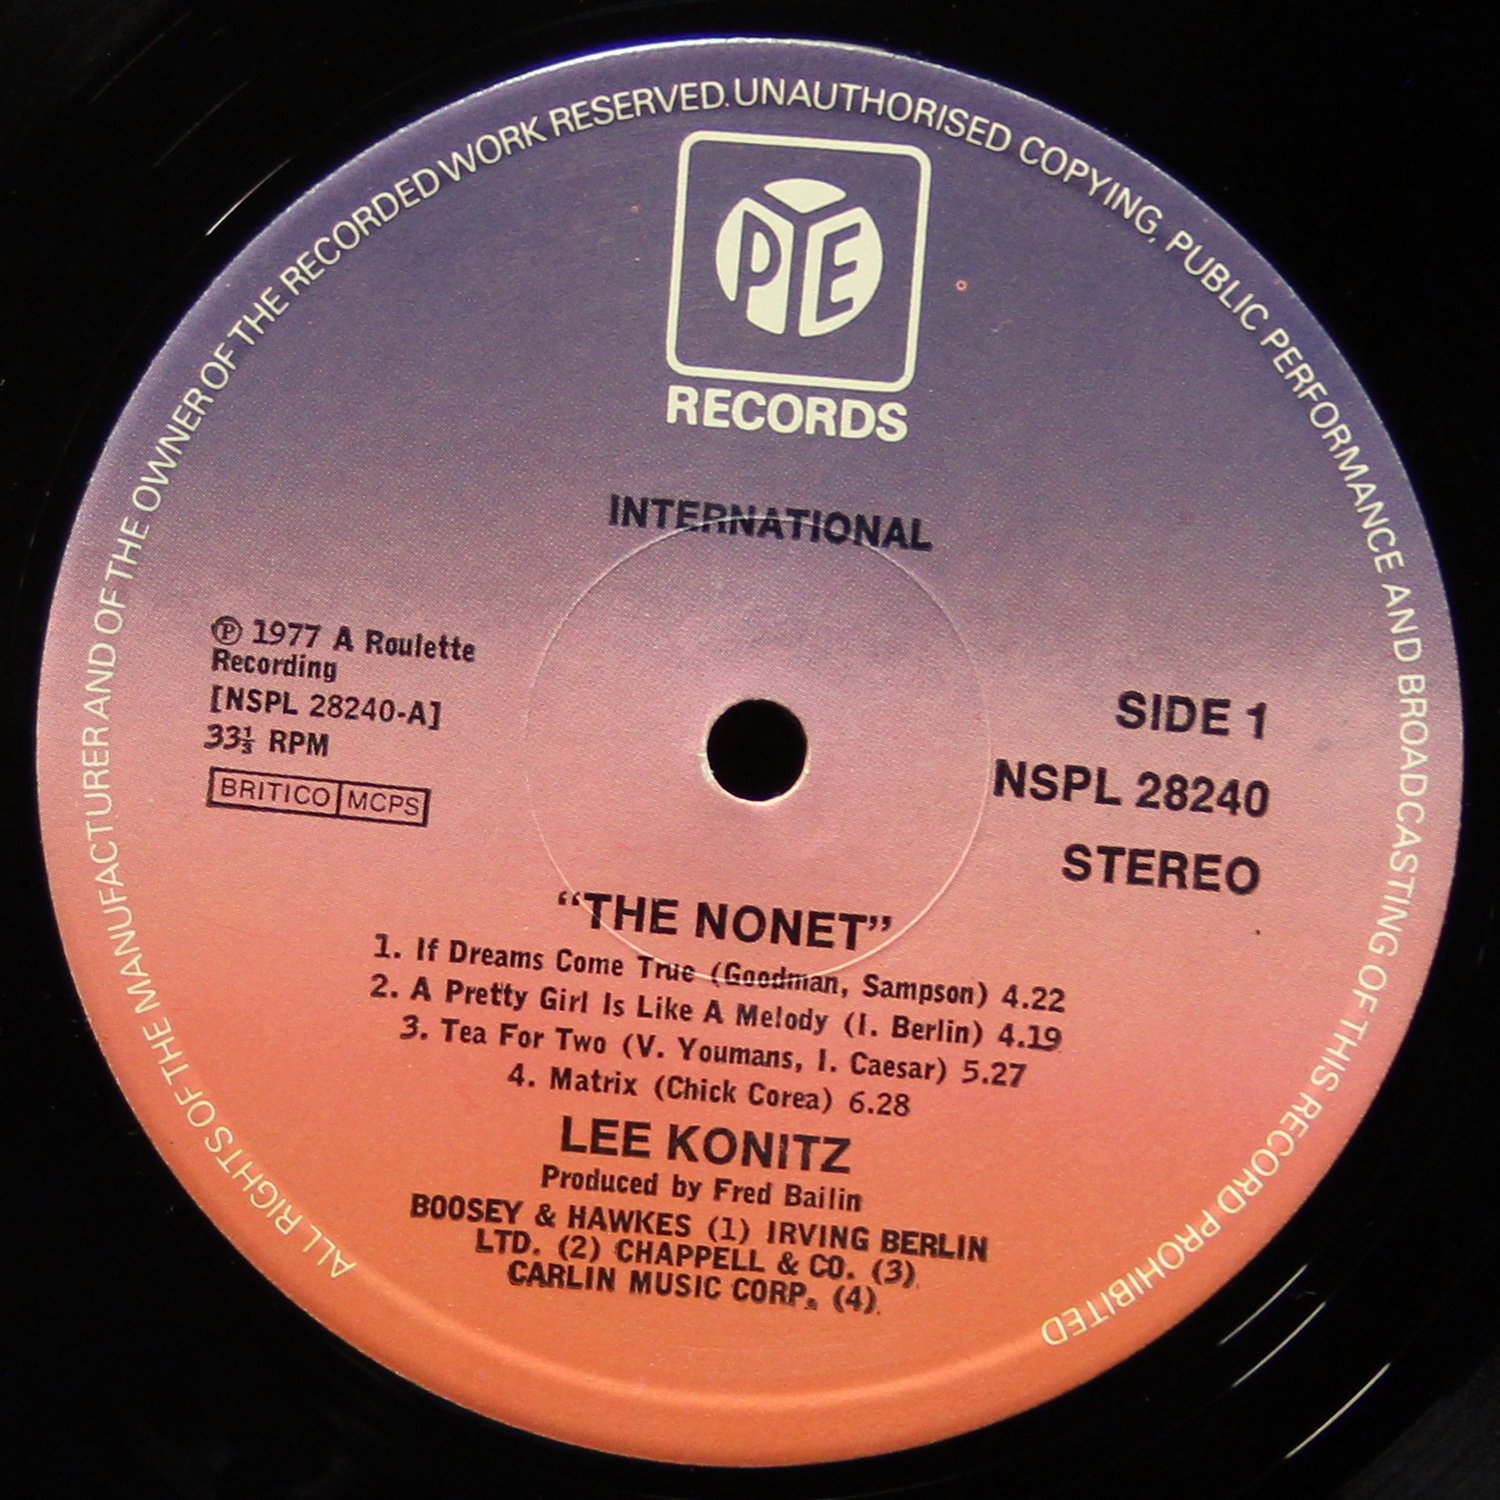 ALL RIGHTS OF THE MANUFACTURER AND OF THE OWNER OF THE RECORDED WORK RESERVED. UNAUTHORISED COPYING, PUBLIC PERFORMANCE AND BROADCASTING OF THIS RECORD PROHIBITED
PYE
RECORDS
INTERNATIONAL
℗ 1977 A Roulette
Recording
[NSPL 28240-A]
33⅓ RPM
BRITICO MCPS
SIDE 1
NSPL 28240
STEREO
“THE NONET”
1. If Dreams Come True (Goodman, Sampson) 4.22
2. A Pretty Girl Is Like A Melody (I. Berlin) 4.19
3. Tea For Two (V. Youmans, I. Caesar) 5.27
4. Matrix (Chick Corea) 6.28
LEE KONITZ
Produced by Fred Bailin
BOOSEY & HAWKES (1) IRVING BERLIN
LTD. (2) CHAPPELL & CO. (3)
CARLIN MUSIC CORP. (4)